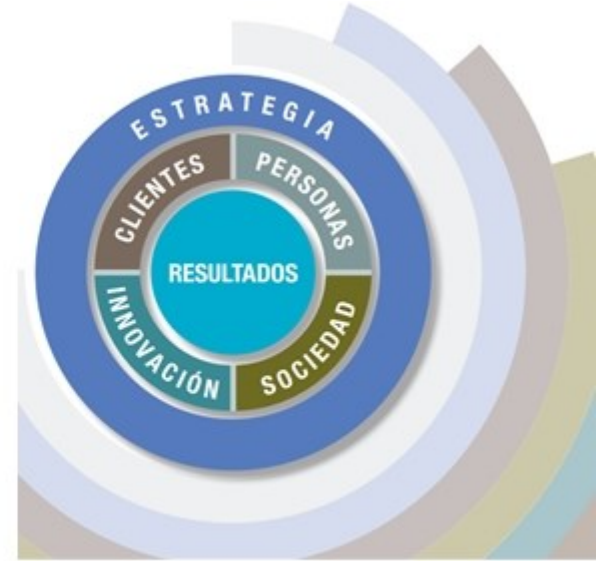 ESTRATEGIA
CLIENTES
PERSONAS
RESULTADOS
INNOVACIÓN
SOCIEDAD